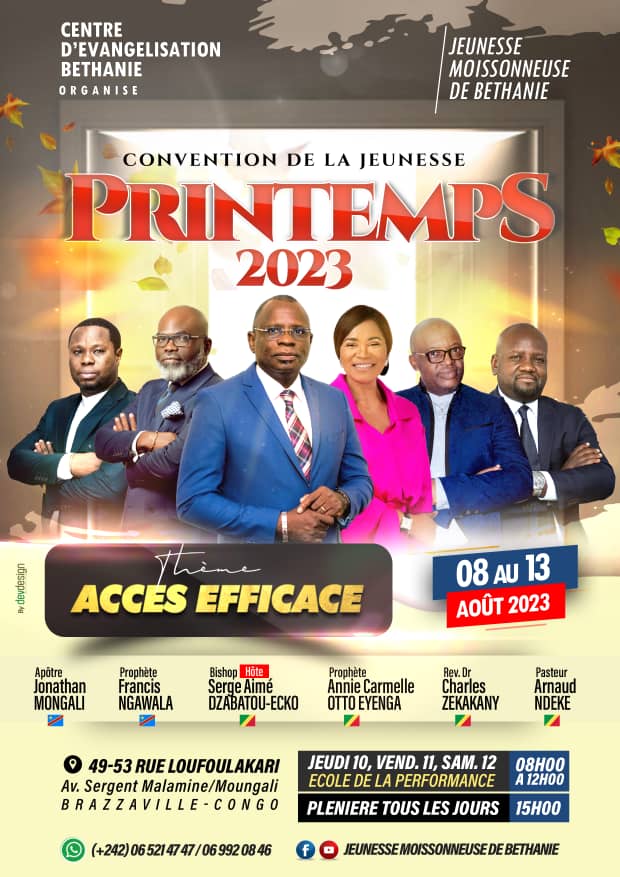 CENTRE
D'EVANGELISATION
BETHANIE
ORGANISE
JEUNESSE
MOISSONNEUSE
DE BETHANIE
CONVENTION DE LA JEUNESSE
PRINTEMPS
2023
Thème
ACCES EFFICACE
08 AU 13
AOÛT 2023
By devdesign
Apôtre
Jonathan
MONGALI
Prophète
Francis
NGAWALA
Bishop Hôte
Serge Aimé
DZABATOU-ECKO
Prophète
Annie Carmelle
OTTO EYENGA
Rev. Dr
Charles
ZEKAKANY
Pasteur
Arnaud
NDEKE
49-53 RUE LOUFOULAKARI
Av. Sergent Malamine/Moungali
BRAZZAVILLE-CONGO
JEUDI 10, VEND. 11, SAM. 12
ECOLE DE LA PERFORMANCE
08H00
A 12H00
PLENIERE TOUS LES JOURS 15H00
(+242) 06 521 47 47 / 06 992 08 46
JEUNESSE MOISSONNEUSE DE BETHANIE